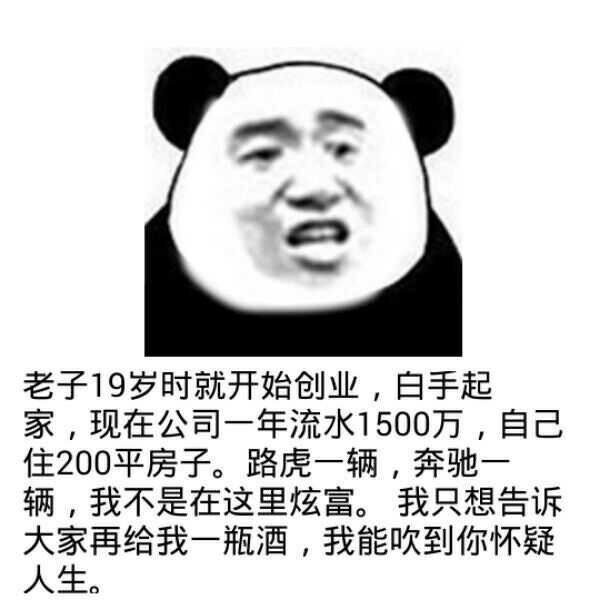 老子19岁时就开始创业，白手起
家，现在公司一年流水1500万，自己
住200平房子。路虎一辆，奔驰一
辆，我不是在这里炫富。 我只想告诉
大家再给我一瓶酒，我能吹到你怀疑
人生。